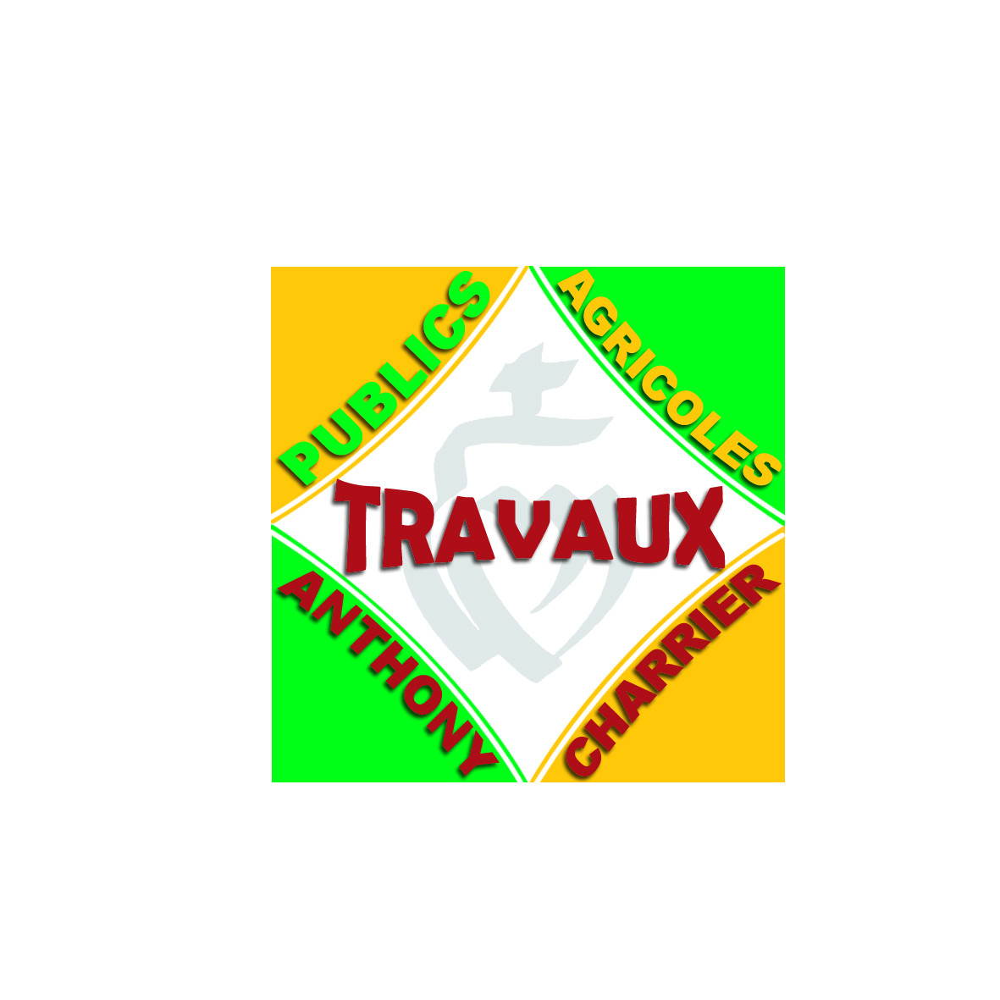 PUBLICS
AGRICOLES
TRAVAUX
ANTHONY
CHARRIER